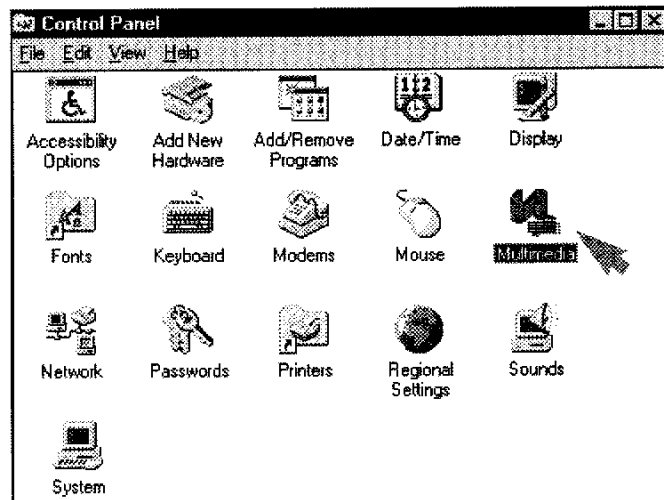 Control Panel
File Edit View Help
Accessibility Options
Add New Hardware
Add/Remove Programs
Date/Time
Display
Fonts
Keyboard
Modems
Mouse
Multimedia
Network
Passwords
Printers
Regional Settings
Sounds
System